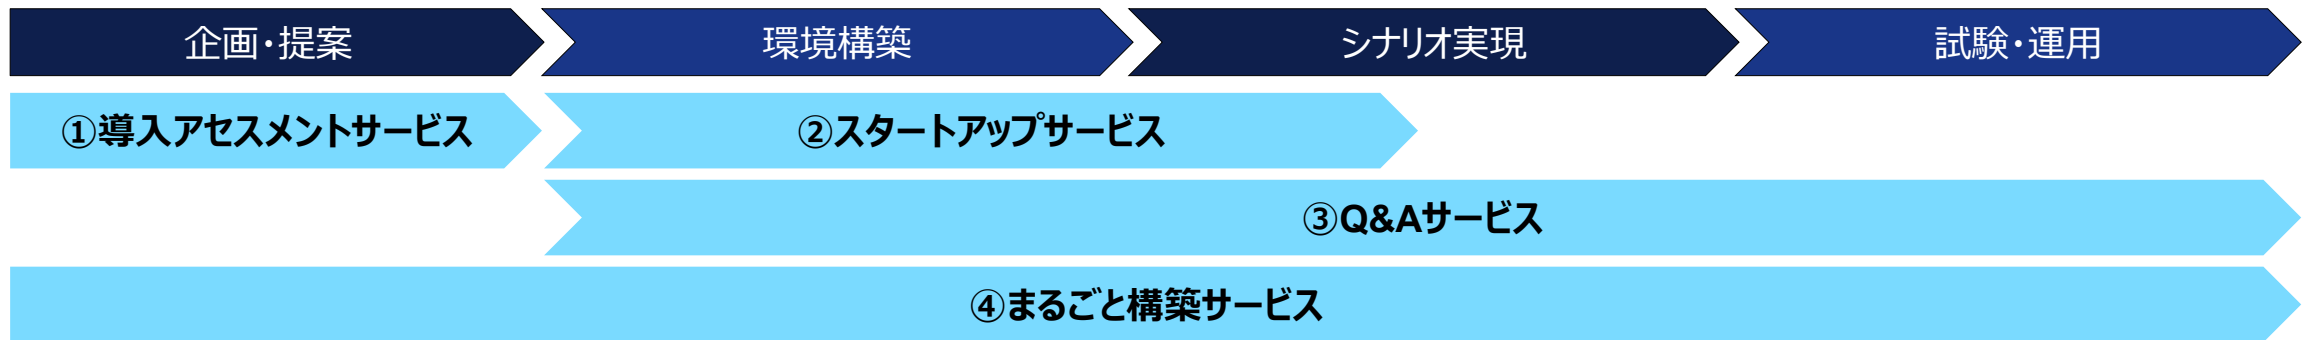 企画・提案
環境構築
シナリオ実現
試験・運用
①導入アセスメントサービス
②スタートアップサービス
③Q&Aサービス
④まるごと構築サービス